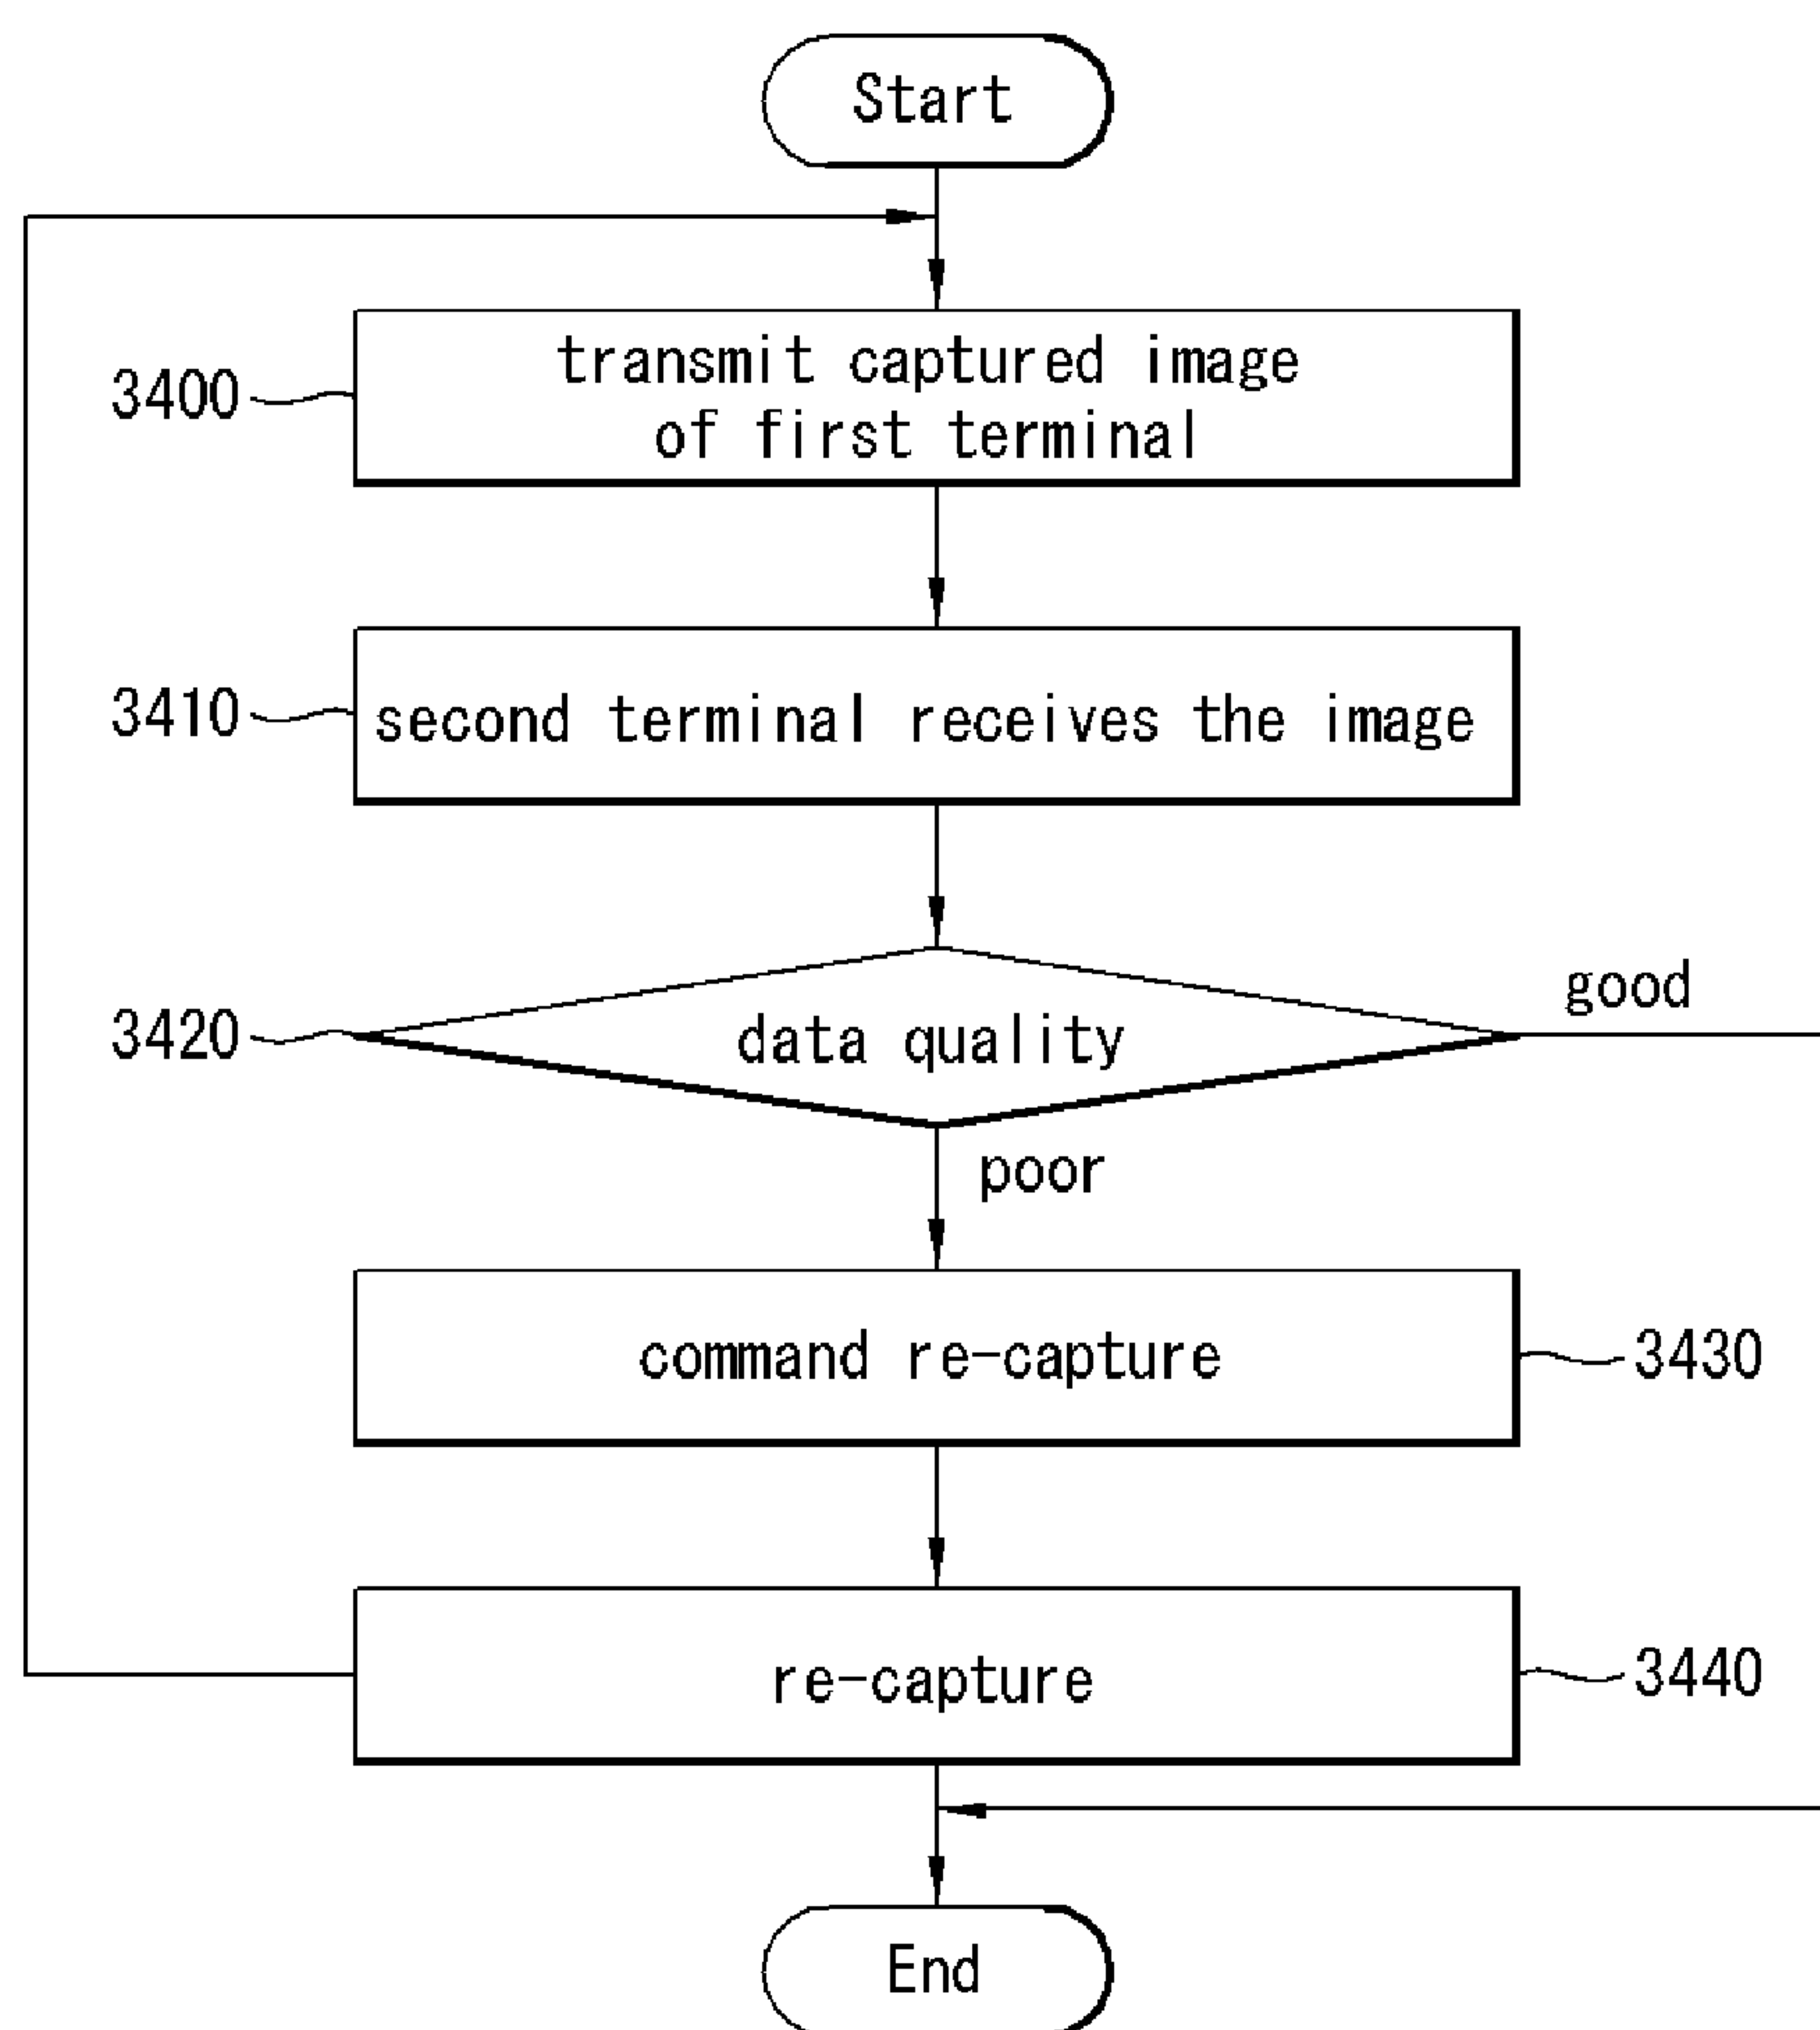 Start
transmit captured image
of first terminal
3400
second terminal receives the image
3410
good
data quality
3420
poor
command re-capture
3430
re-capture
3440
End